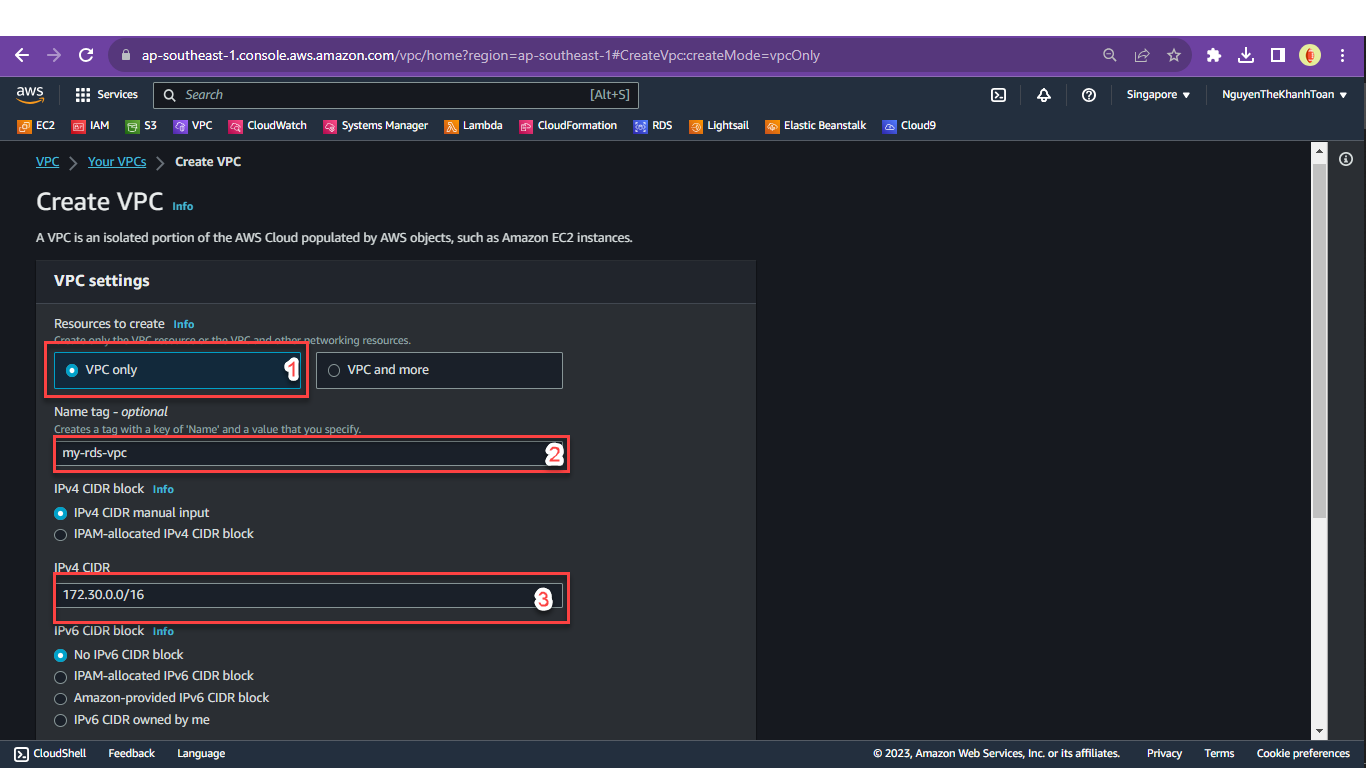 ap-southeast-1.console.aws.amazon.com/vpc/home?region=ap-southeast-1#CreateVpc:createMode=vpcOnly
aws Services Search [Alt+S] Singapore NguyenTheKhanhToan
EC2 IAM S3 VPC CloudWatch Systems Manager Lambda CloudFormation RDS Lightsail Elastic Beanstalk Cloud9
VPC Your VPCs Create VPC
Create VPC Info
A VPC is an isolated portion of the AWS Cloud populated by AWS objects, such as Amazon EC2 instances.
VPC settings
Resources to create Info
Create only the VPC resource or the VPC and other networking resources.
VPC only 1 VPC and more
Name tag - optional
Creates a tag with a key of 'Name' and a value that you specify.
my-rds-vpc 2
IPv4 CIDR block Info
IPv4 CIDR manual input
IPAM-allocated IPv4 CIDR block
IPv4 CIDR
172.30.0.0/16 3
IPv6 CIDR block Info
No IPv6 CIDR block
IPAM-allocated IPv6 CIDR block
Amazon-provided IPv6 CIDR block
IPv6 CIDR owned by me
CloudShell Feedback Language © 2023, Amazon Web Services, Inc. or its affiliates. Privacy Terms Cookie preferences